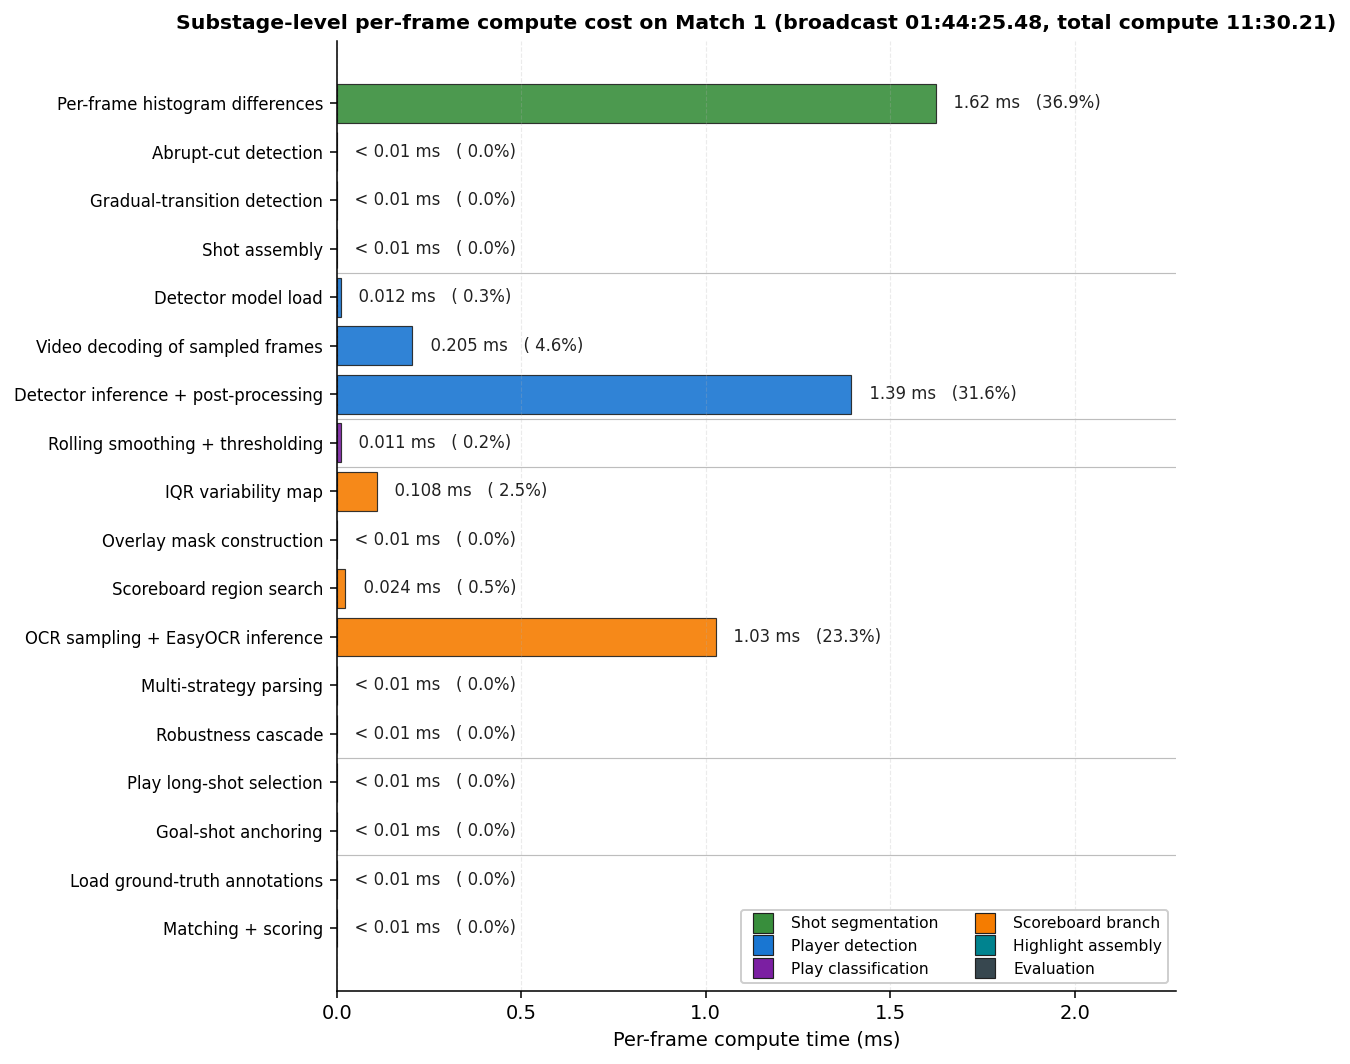 Substage-level per-frame compute cost on Match 1 (broadcast 01:44:25.48, total compute 11:30.21)
Per-frame histogram differences 1.62 ms (36.9%)
Abrupt-cut detection < 0.01 ms ( 0.0%)
Gradual-transition detection < 0.01 ms ( 0.0%)
Shot assembly < 0.01 ms ( 0.0%)
Detector model load 0.012 ms ( 0.3%)
Video decoding of sampled frames 0.205 ms ( 4.6%)
Detector inference + post-processing 1.39 ms (31.6%)
Rolling smoothing + thresholding 0.011 ms ( 0.2%)
IQR variability map 0.108 ms ( 2.5%)
Overlay mask construction < 0.01 ms ( 0.0%)
Scoreboard region search 0.024 ms ( 0.5%)
OCR sampling + EasyOCR inference 1.03 ms (23.3%)
Multi-strategy parsing < 0.01 ms ( 0.0%)
Robustness cascade < 0.01 ms ( 0.0%)
Play long-shot selection < 0.01 ms ( 0.0%)
Goal-shot anchoring < 0.01 ms ( 0.0%)
Load ground-truth annotations < 0.01 ms ( 0.0%)
Matching + scoring < 0.01 ms ( 0.0%)
Shot segmentation Scoreboard branch
Player detection Highlight assembly
Play classification Evaluation
0.0 0.5 1.0 1.5 2.0
Per-frame compute time (ms)